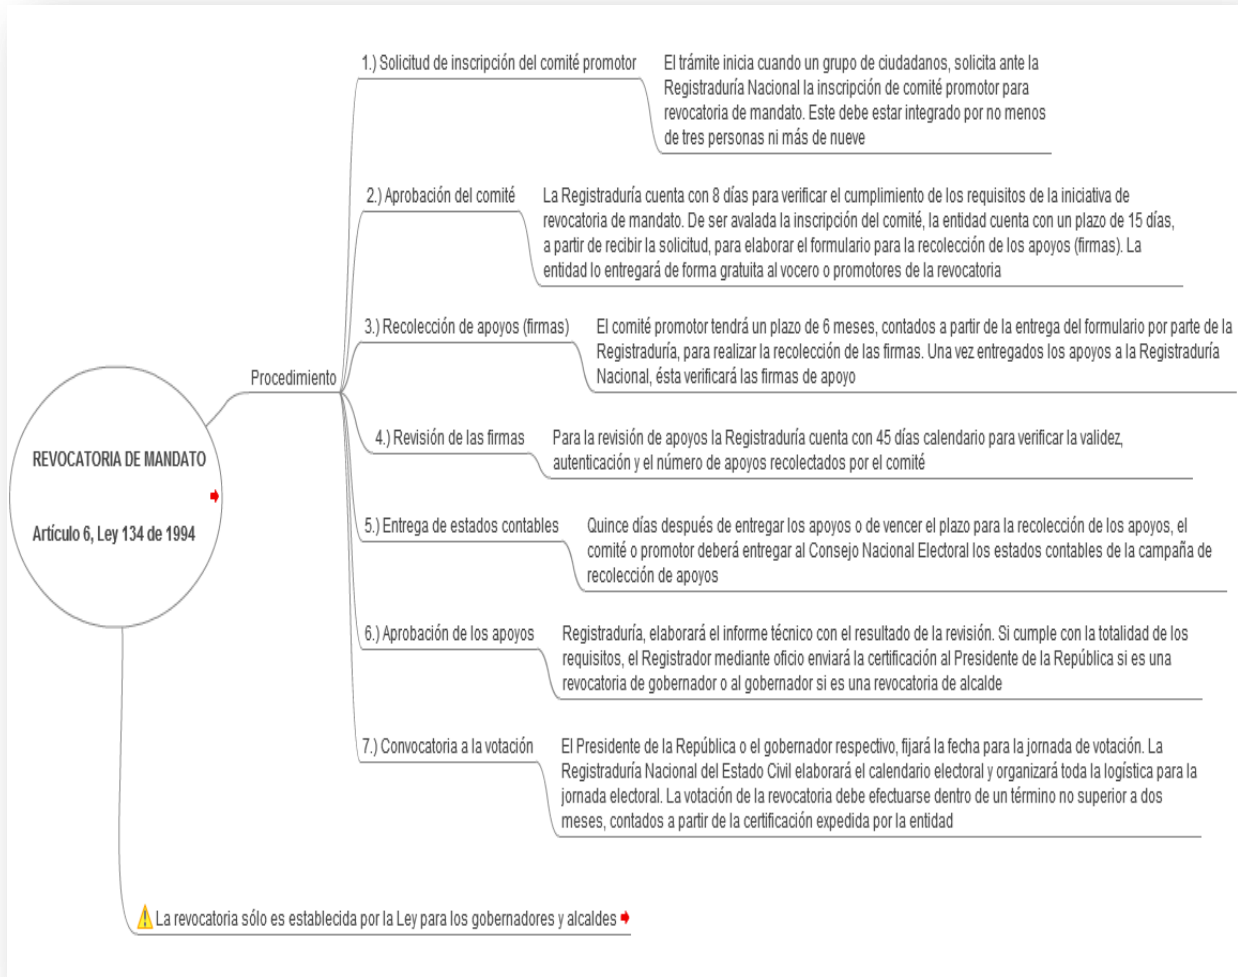 REVOCATORIA DE MANDATO
Artículo 6, Ley 134 de 1994
Procedimiento
1.) Solicitud de inscripción del comité promotor
El trámite inicia cuando un grupo de ciudadanos, solicita ante la
Registraduría Nacional la inscripción de comité promotor para
revocatoria de mandato. Este debe estar integrado por no menos
de tres personas ni más de nueve
2.) Aprobación del comité
La Registraduría cuenta con 8 días para verificar el cumplimiento de los requisitos de la iniciativa de
revocatoria de mandato. De ser avalada la inscripción del comité, la entidad cuenta con un plazo de 15 días,
a partir de recibir la solicitud, para elaborar el formulario para la recolección de los apoyos (firmas). La
entidad lo entregará de forma gratuita al vocero o promotores de la revocatoria
3.) Recolección de apoyos (firmas)
El comité promotor tendrá un plazo de 6 meses, contados a partir de la entrega del formulario por parte de la
Registraduría, para realizar la recolección de las firmas. Una vez entregados los apoyos a la Registraduría
Nacional, ésta verificará las firmas de apoyo
4.) Revisión de las firmas
Para la revisión de apoyos la Registraduría cuenta con 45 días calendario para verificar la validez,
autenticación y el número de apoyos recolectados por el comité
5.) Entrega de estados contables
Quince días después de entregar los apoyos o de vencer el plazo para la recolección de los apoyos, el
comité o promotor deberá entregar al Consejo Nacional Electoral los estados contables de la campaña de
recolección de apoyos
6.) Aprobación de los apoyos
Registraduría, elaborará el informe técnico con el resultado de la revisión. Si cumple con la totalidad de los
requisitos, el Registrador mediante oficio enviará la certificación al Presidente de la República si es una
revocatoria de gobernador o al gobernador si es una revocatoria de alcalde
7.) Convocatoria a la votación
El Presidente de la República o el gobernador respectivo, fijará la fecha para la jornada de votación. La
Registraduría Nacional del Estado Civil elaborará el calendario electoral y organizará toda la logística para la
jornada electoral. La votación de la revocatoria debe efectuarse dentro de un término no superior a dos
meses, contados a partir de la certificación expedida por la entidad
La revocatoria sólo es establecida por la Ley para los gobernadores y alcaldes